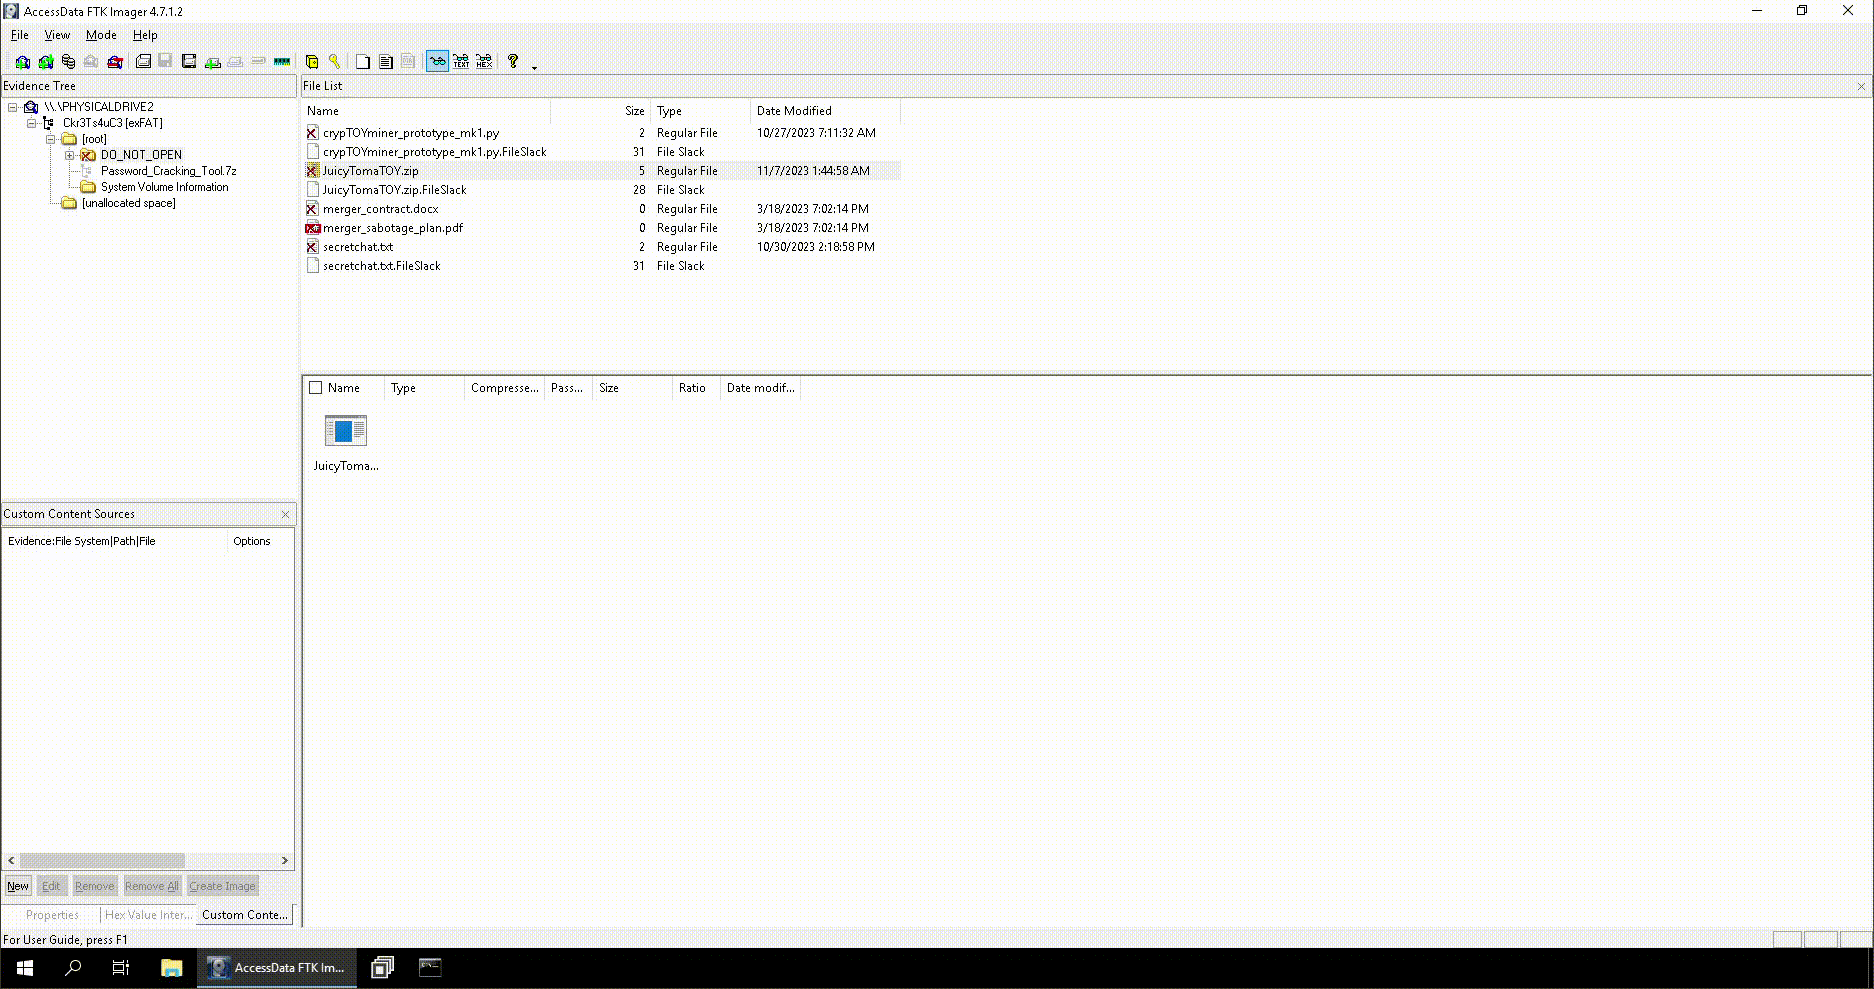 AccessData FTK Imager 4.7.1.2
File View Mode Help
TEXT HEX
Evidence Tree
\\.\PHYSICALDRIVE2
Ckr3Ts4uC3 [exFAT]
[root]
DO_NOT_OPEN
Password_Cracking_Tool.7z
System Volume Information
[unallocated space]
File List
Name Size Type Date Modified
crypTOYminer_prototype_mk1.py 2 Regular File 10/27/2023 7:11:32 AM
crypTOYminer_prototype_mk1.py.FileSlack 31 File Slack
JuicyTomaTOY.zip 5 Regular File 11/7/2023 1:44:58 AM
JuicyTomaTOY.zip.FileSlack 28 File Slack
merger_contract.docx 0 Regular File 3/18/2023 7:02:14 PM
merger_sabotage_plan.pdf 0 Regular File 3/18/2023 7:02:14 PM
secretchat.txt 2 Regular File 10/30/2023 2:18:58 PM
secretchat.txt.FileSlack 31 File Slack
Name Type Compresse... Pass... Size Ratio Date modif...
JuicyToma...
Custom Content Sources
Evidence:File System|Path|File Options
New Edit Remove Remove All Create Image
Properties Hex Value Inter... Custom Conte...
For User Guide, press F1
AccessData FTK Im...